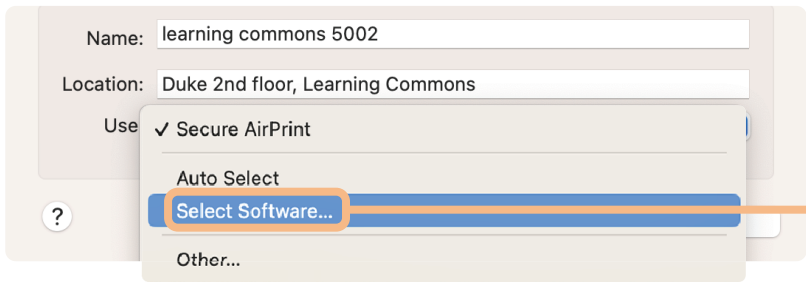 Name: learning commons 5002
Location: Duke 2nd floor, Learning Commons
Use
✓ Secure AirPrint
Auto Select
Select Software...
?
Other...